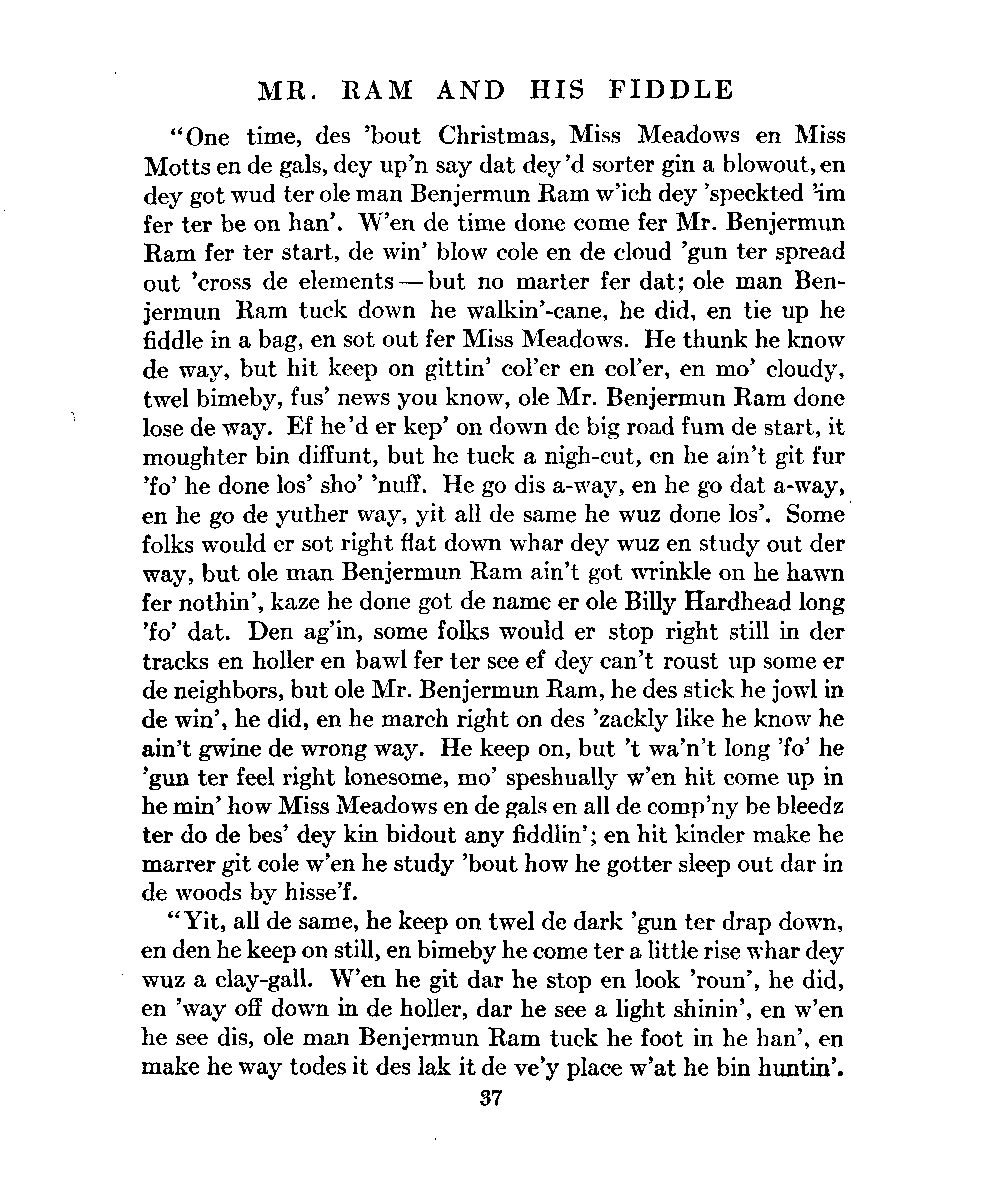 MR. RAM AND HIS FIDDLE
“One time, des ’bout Christmas, Miss Meadows en Miss
Motts en de gals, dey up’n say dat dey ’d sorter gin a blowout, en
dey got wud ter ole man Benjermun Ram w’ich dey ’speckted ’im
fer ter be on han’. W’en de time done come fer Mr. Benjermun
Ram fer ter start, de win’ blow cole en de cloud ’gun ter spread
out ’cross de elements — but no marter fer dat; ole man Ben-
jermun Ram tuck down he walkin’-cane, he did, en tie up he
fiddle in a bag, en sot out fer Miss Meadows. He thunk he know
de way, but hit keep on gittin’ col’er en col’er, en mo’ cloudy,
twel bimeby, fus’ news you know, ole Mr. Benjermun Ram done
lose de way. Ef he’d er kep’ on down de big road fum de start, it
moughter bin diffunt, but he tuck a nigh-cut, en he ain’t git fur
’fo’ he done los’ sho’ ’nuff. He go dis a-way, en he go dat a-way,
en he go de yuther way, yit all de same he wuz done los’. Some
folks would er sot right flat down whar dey wuz en study out der
way, but ole man Benjermun Ram ain’t got wrinkle on he hawn
fer nothin’, kaze he done got de name er ole Billy Hardhead long
’fo’ dat. Den ag’in, some folks would er stop right still in der
tracks en holler en bawl fer ter see ef dey can’t roust up some er
de neighbors, but ole Mr. Benjermun Ram, he des stick he jowl in
de win’, he did, en he march right on des ’zackly like he know he
ain’t gwine de wrong way. He keep on, but ’t wa’n’t long ’fo’ he
’gun ter feel right lonesome, mo’ speshually w’en hit come up in
he min’ how Miss Meadows en de gals en all de comp’ny be bleedz
ter do de bes’ dey kin bidout any fiddlin’; en hit kinder make he
marrer git cole w’en he study ’bout how he gotter sleep out dar in
de woods by hisse’f.
“Yit, all de same, he keep on twel de dark ’gun ter drap down,
en den he keep on still, en bimeby he come ter a little rise whar dey
wuz a clay-gall. W’en he git dar he stop en look ’roun’, he did,
en ’way off down in de holler, dar he see a light shinin’, en w’en
he see dis, ole man Benjermun Ram tuck he foot in he han’, en
make he way todes it des lak it de ve’y place w’at he bin huntin’.
37